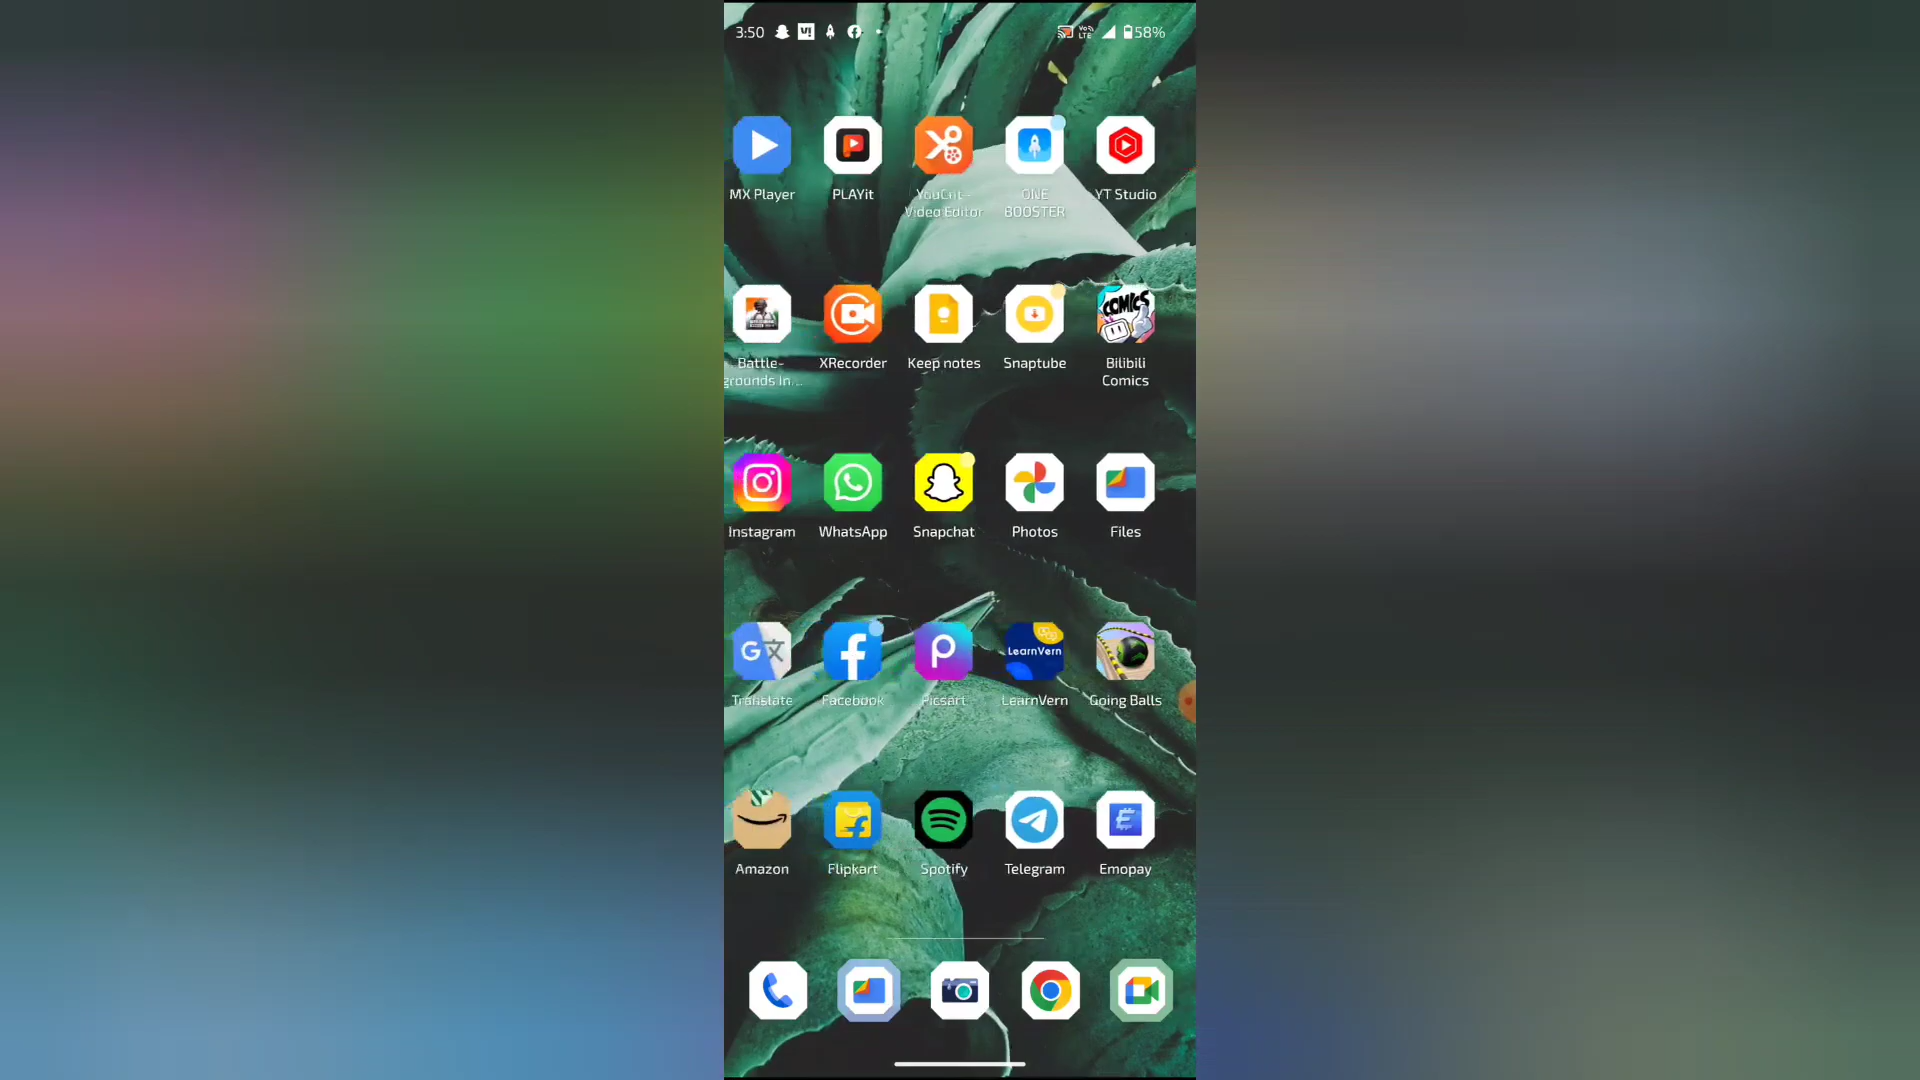 3:50
VoLTE
58%
MX Player
PLAYit
YouCut -
Video Editor
ONE
BOOSTER
YT Studio
COMICS
Battle-
grounds In...
XRecorder
Keep notes
Snaptube
Bilibili
Comics
Instagram
WhatsApp
Snapchat
Photos
Files
LearnVern
Translate
Facebook
Picsart
LearnVern
Going Balls
Amazon
Flipkart
Spotify
Telegram
Emopay